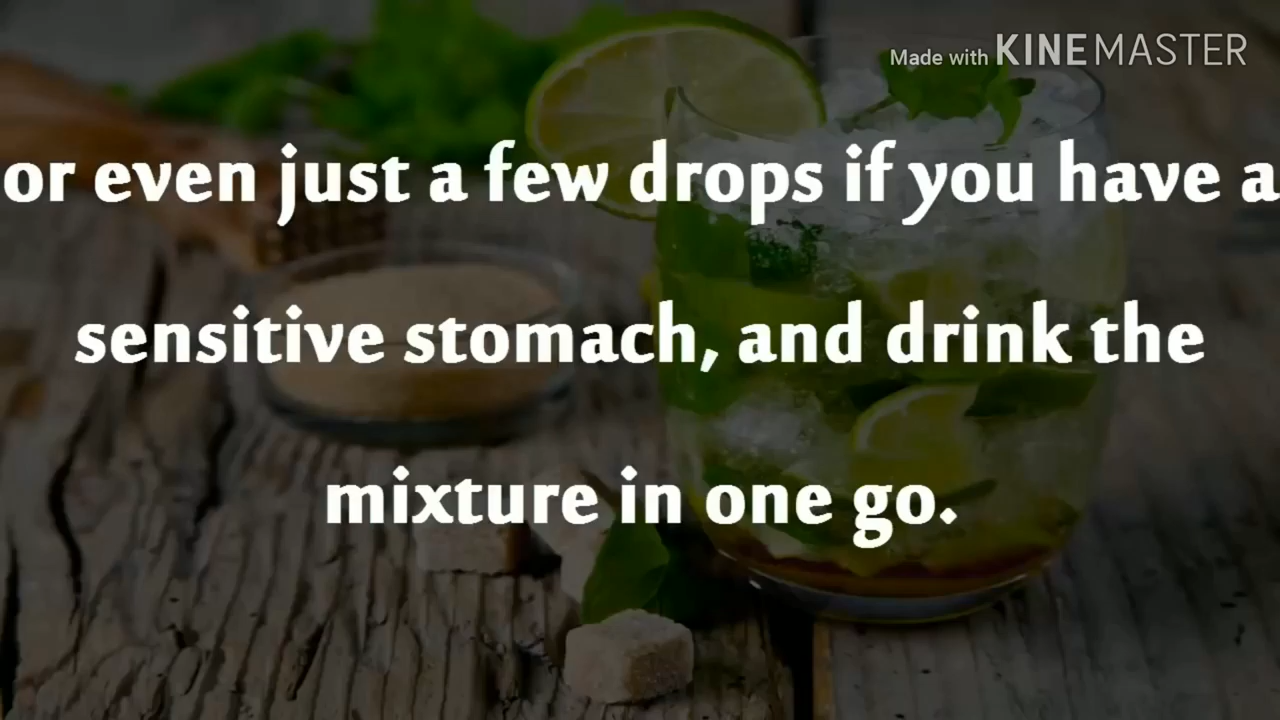 Made with KINEMASTER
or even just a few drops if you have a
sensitive stomach, and drink the
mixture in one go.